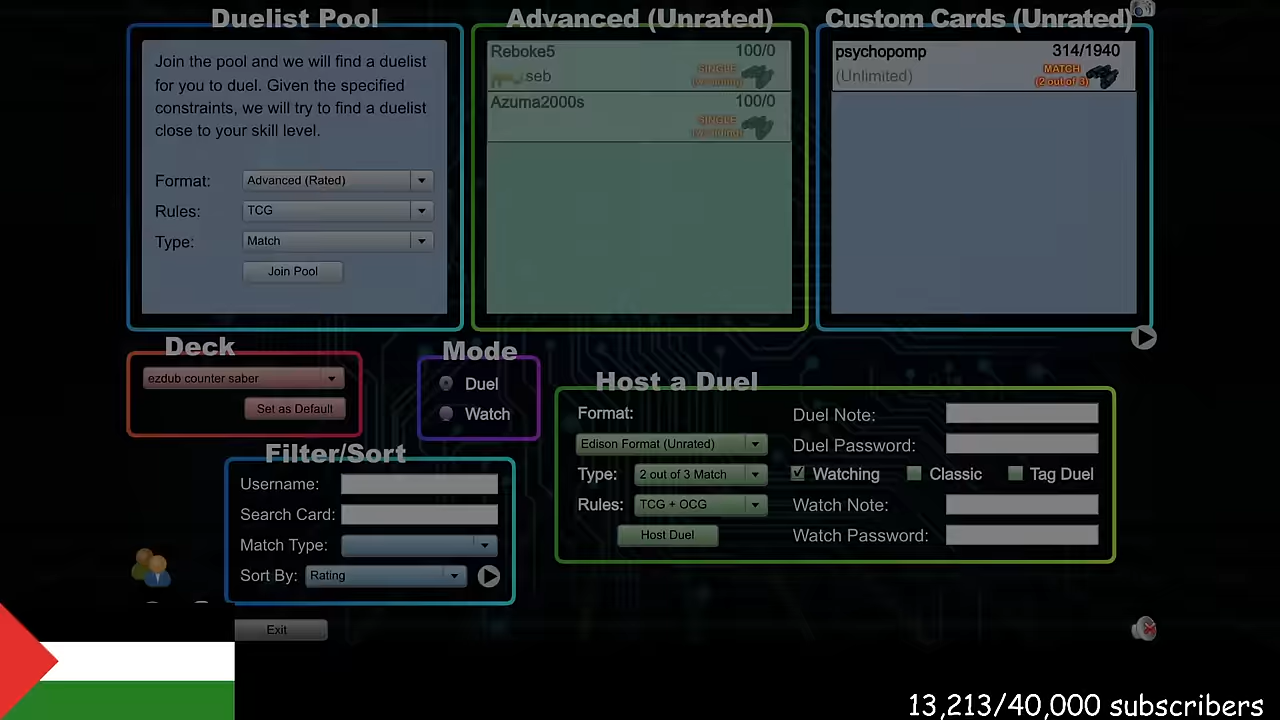 Duelist Pool
Join the pool and we will find a duelist
for you to duel. Given the specified
constraints, we will try to find a duelist
close to your skill level.
Format: Advanced (Rated)
Rules: TCG
Type: Match
Join Pool
Advanced (Unrated)
Reboke5 100/0
seb SINGLE
Azuma2000s 100/0
SINGLE
Custom Cards (Unrated)
psychopomp 314/1940
(Unlimited) MATCH
(2 out of 3)
Deck
ezdub counter saber
Set as Default
Mode
Duel
Watch
Filter/Sort
Username:
Search Card:
Match Type:
Sort By: Rating
Host a Duel
Format:
Edison Format (Unrated)
Type: 2 out of 3 Match
Rules: TCG + OCG
Host Duel
Duel Note:
Duel Password:
Watching Classic Tag Duel
Watch Note:
Watch Password:
Exit
13,213/40,000 subscribers